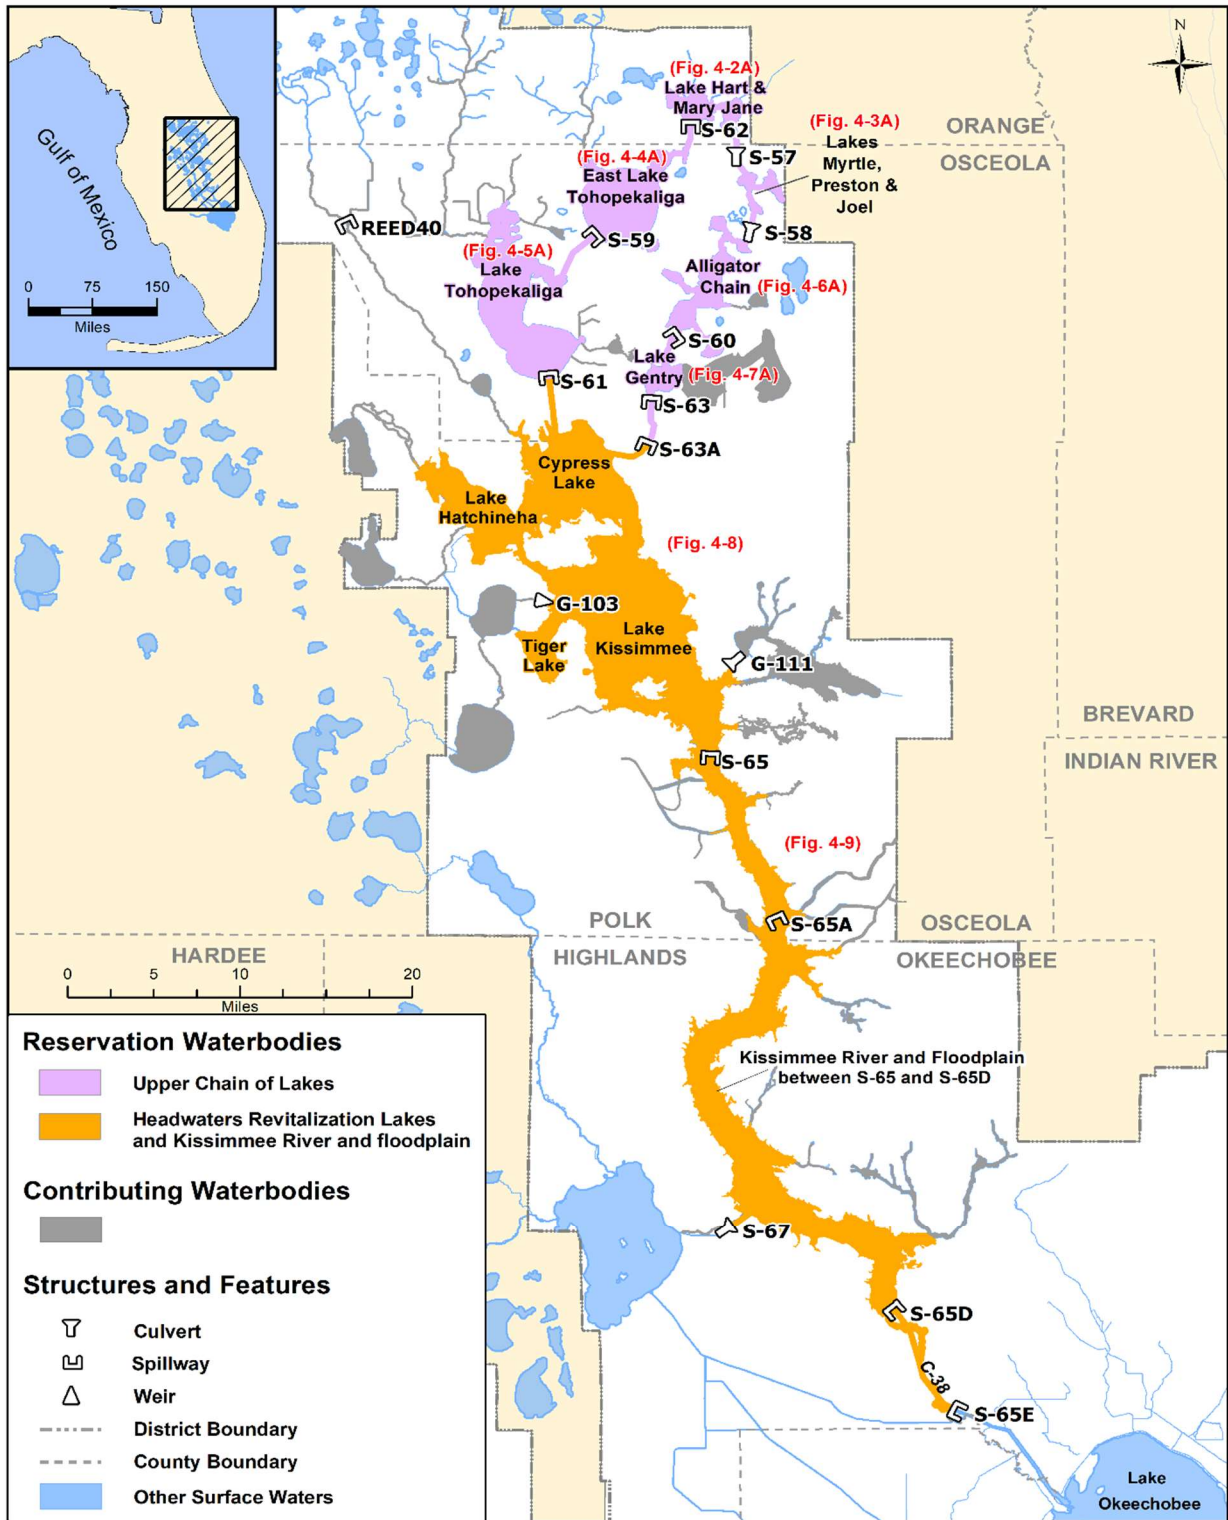 Gulf of Mexico
0 75 150
Miles
N
(Fig. 4-2A)
Lake Hart &
Mary Jane
S-62
ORANGE
OSCEOLA
(Fig. 4-3A)
Lakes
Myrtle,
Preston &
Joel
S-57
(Fig. 4-4A)
East Lake
Tohopekaliga
REED40
S-59
S-58
(Fig. 4-5A)
Lake
Tohopekaliga
Alligator
Chain
(Fig. 4-6A)
S-60
Lake
Gentry
(Fig. 4-7A)
S-61
S-63
S-63A
Cypress
Lake
Lake
Hatchineha
(Fig. 4-8)
G-103
Lake
Kissimmee
Tiger
Lake
G-111
BREVARD
INDIAN RIVER
S-65
(Fig. 4-9)
S-65A
POLK
OSCEOLA
HARDEE
HIGHLANDS
OKEECHOBEE
0 5 10 20
Miles
Kissimmee River and Floodplain
between S-65 and S-65D
S-67
S-65D
C-38
S-65E
Lake
Okeechobee
Reservation Waterbodies
Upper Chain of Lakes
Headwaters Revitalization Lakes
and Kissimmee River and floodplain
Contributing Waterbodies
Structures and Features
Culvert
Spillway
Weir
District Boundary
County Boundary
Other Surface Waters